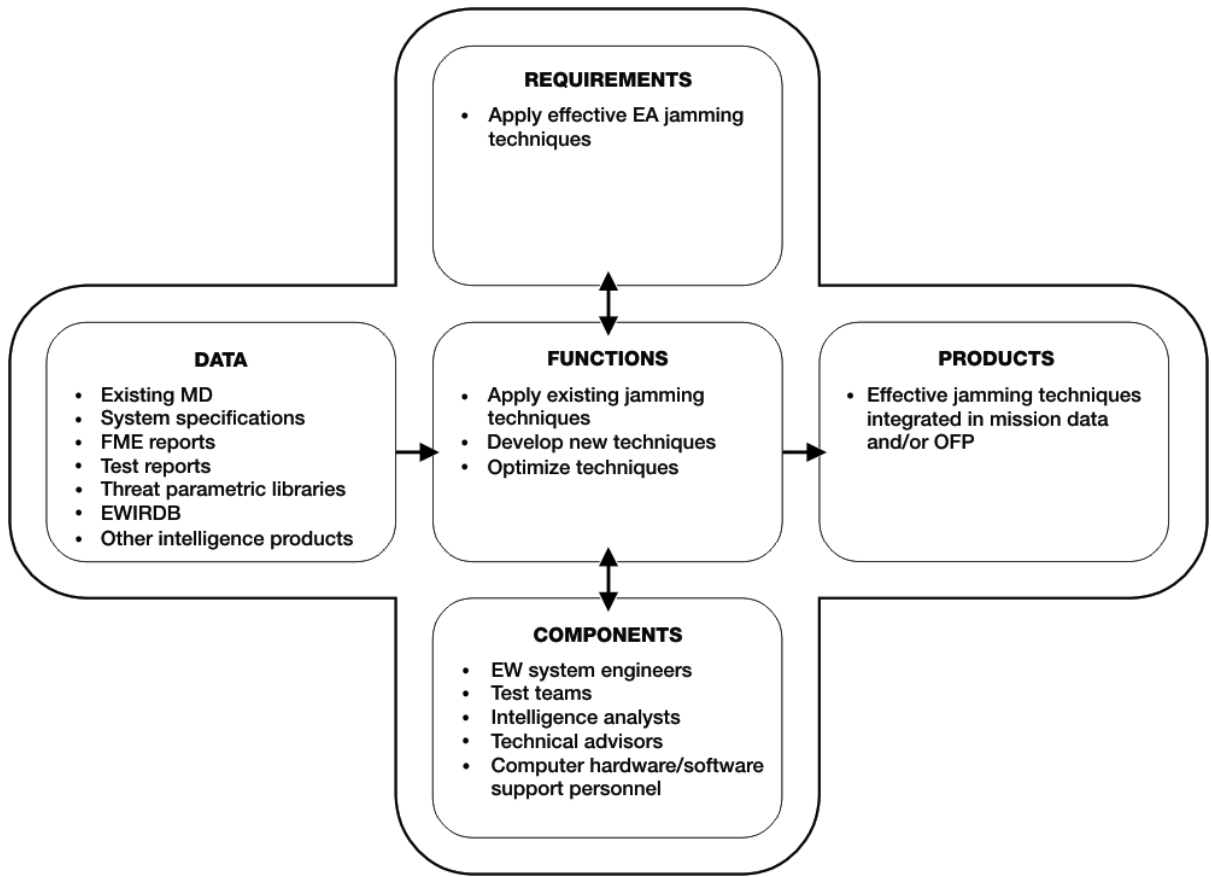 REQUIREMENTS
• Apply effective EA jamming
techniques
DATA
• Existing MD
• System specifications
• FME reports
• Test reports
• Threat parametric libraries
• EWIRDB
• Other intelligence products
FUNCTIONS
• Apply existing jamming
techniques
• Develop new techniques
• Optimize techniques
PRODUCTS
• Effective jamming techniques
integrated in mission data
and/or OFP
COMPONENTS
• EW system engineers
• Test teams
• Intelligence analysts
• Technical advisors
• Computer hardware/software
support personnel